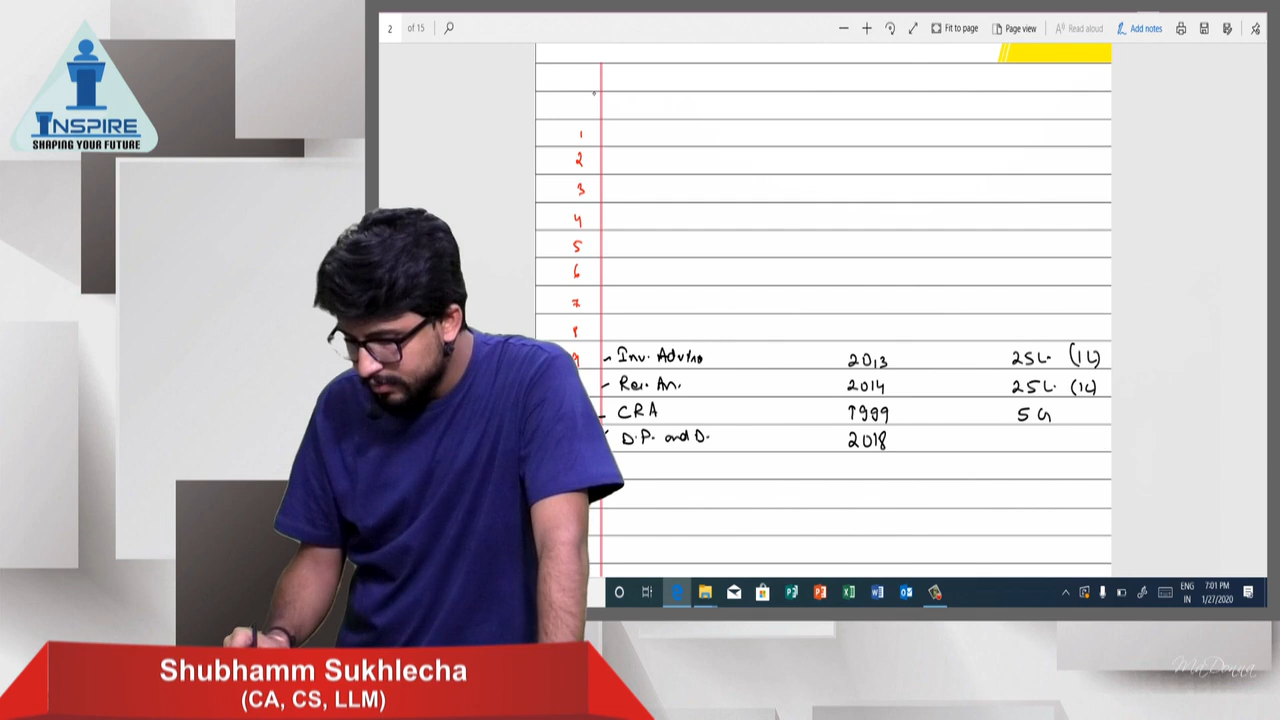 2 of 15 Fit to page Page view Read aloud Add notes
INSPIRE
SHAPING YOUR FUTURE
1
2
3
4
5
6
7
8
9 - Inv. Advisor 2013 25L. (1L)
- Res. An. 2014 25L. (1L)
- CRA 1999 5
D.P. and D. 2018
ENG 7:01 PM
IN 1/27/2020
Shubhamm Sukhlecha
(CA, CS, LLM)
MdDonna